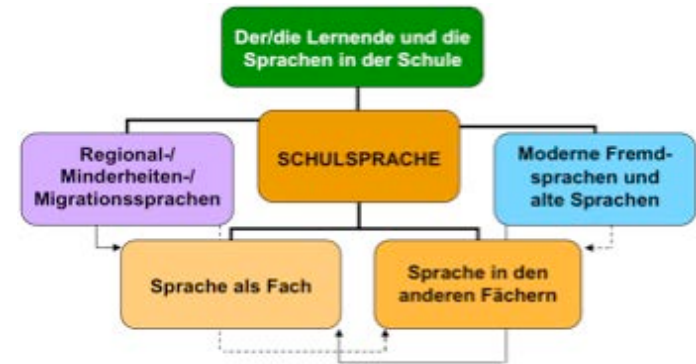 Der/die Lernende und die
Sprachen in der Schule
Regional-/
Minderheiten-/
Migrationssprachen
SCHULSPRACHE
Moderne Fremd-
sprachen und
alte Sprachen
Sprache als Fach
Sprache in den
anderen Fächern